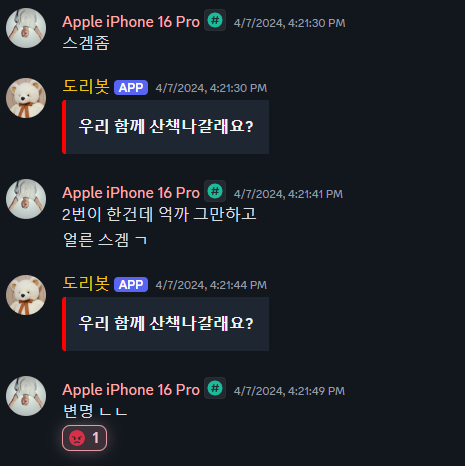 Apple iPhone 16 Pro # 4/7/2024, 4:21:30 PM
스겜좀
도리봇 APP 4/7/2024, 4:21:30 PM
우리 함께 산책나갈래요?
Apple iPhone 16 Pro # 4/7/2024, 4:21:41 PM
2번이 한건데 억까 그만하고
얼른 스겜 ㄱ
도리봇 APP 4/7/2024, 4:21:44 PM
우리 함께 산책나갈래요?
Apple iPhone 16 Pro # 4/7/2024, 4:21:49 PM
변명 ㄴㄴ
1